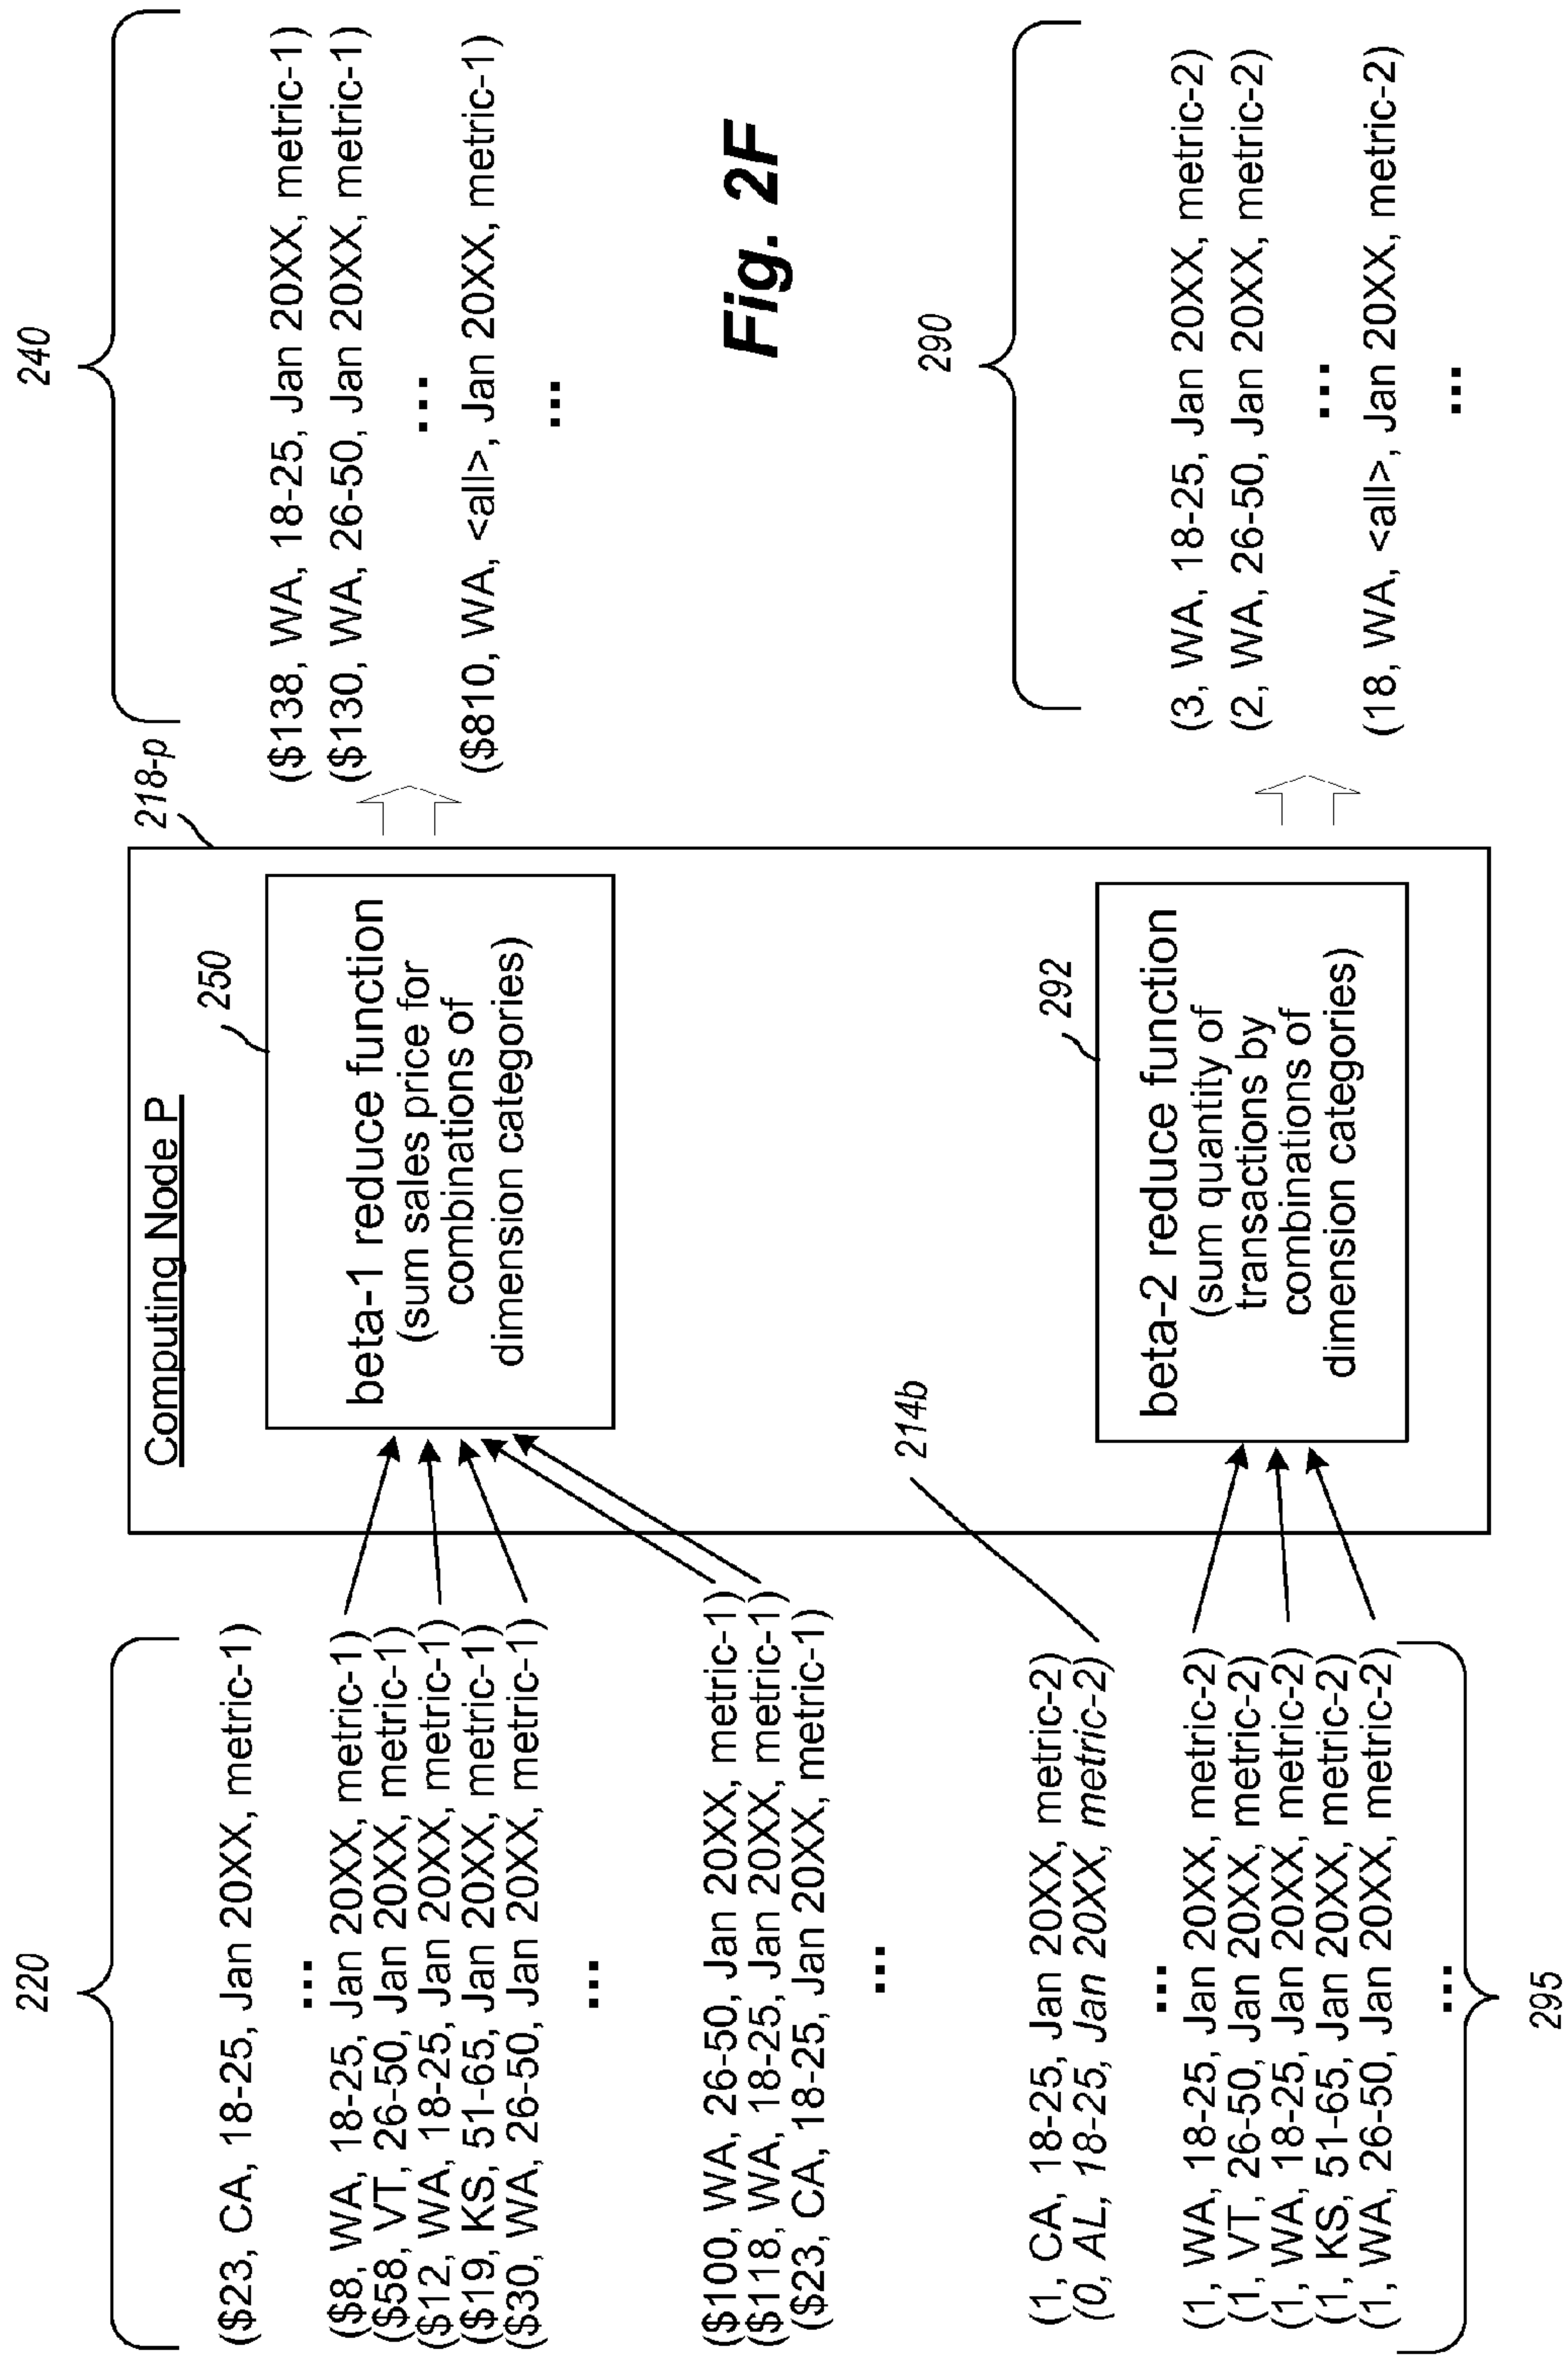 220
($23, CA, 18-25, Jan 20XX, metric-1)
...
($8, WA, 18-25, Jan 20XX, metric-1)
($58, VT, 26-50, Jan 20XX, metric-1)
($12, WA, 18-25, Jan 20XX, metric-1)
($19, KS, 51-65, Jan 20XX, metric-1)
($30, WA, 26-50, Jan 20XX, metric-1)
...
($100, WA, 26-50, Jan 20XX, metric-1)
($118, WA, 18-25, Jan 20XX, metric-1)
($23, CA, 18-25, Jan 20XX, metric-1)
...
(1, CA, 18-25, Jan 20XX, metric-2)
(0, AL, 18-25, Jan 20XX, metric-2)
...
(1, WA, 18-25, Jan 20XX, metric-2)
(1, VT, 26-50, Jan 20XX, metric-2)
(1, WA, 18-25, Jan 20XX, metric-2)
(1, KS, 51-65, Jan 20XX, metric-2)
(1, WA, 26-50, Jan 20XX, metric-2)
...
295
214b
Computing Node P
218-p
250
beta-1 reduce function
(sum sales price for
combinations of
dimension categories)
292
beta-2 reduce function
(sum quantity of
transactions by
combinations of
dimension categories)
240
($138, WA, 18-25, Jan 20XX, metric-1)
($130, WA, 26-50, Jan 20XX, metric-1)
...
($810, WA, <all>, Jan 20XX, metric-1)
...
Fig. 2F
290
(3, WA, 18-25, Jan 20XX, metric-2)
(2, WA, 26-50, Jan 20XX, metric-2)
...
(18, WA, <all>, Jan 20XX, metric-2)
...